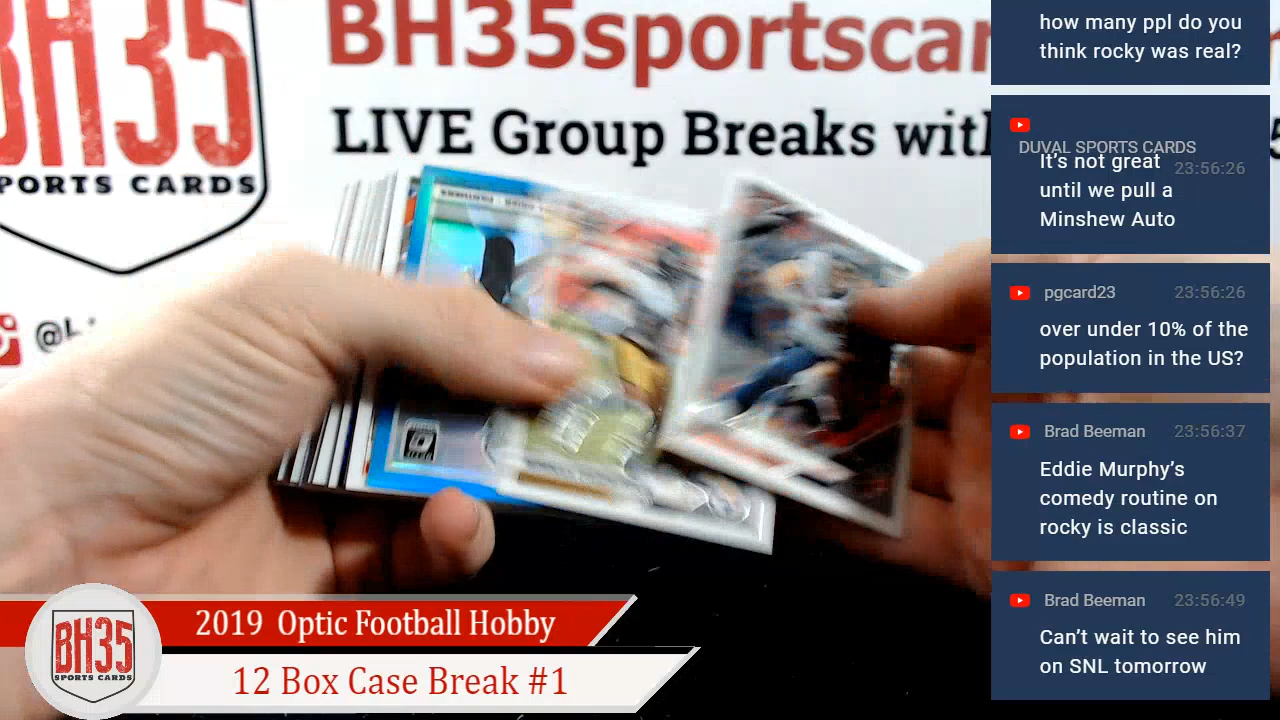 BH35
SPORTS CARDS
BH35sportscar
LIVE Group Breaks with
how many ppl do you
think rocky was real?
DUVAL SPORTS CARDS
It's not great
23:56:26
until we pull a
Minshew Auto
pgcard23
23:56:26
over under 10% of the
population in the US?
Brad Beeman
23:56:37
Eddie Murphy's
comedy routine on
rocky is classic
Brad Beeman
23:56:49
Can't wait to see him
on SNL tomorrow
2019 Optic Football Hobby
12 Box Case Break #1
BH35
SPORTS CARDS